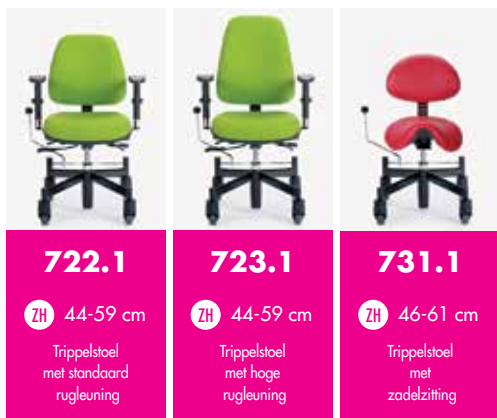 722.1
ZH 44-59 cm
Trippelstoel
met standaard
rugleuning
723.1
ZH 44-59 cm
Trippelstoel
met hoge
rugleuning
731.1
ZH 46-61 cm
Trippelstoel
met
zadelzitting